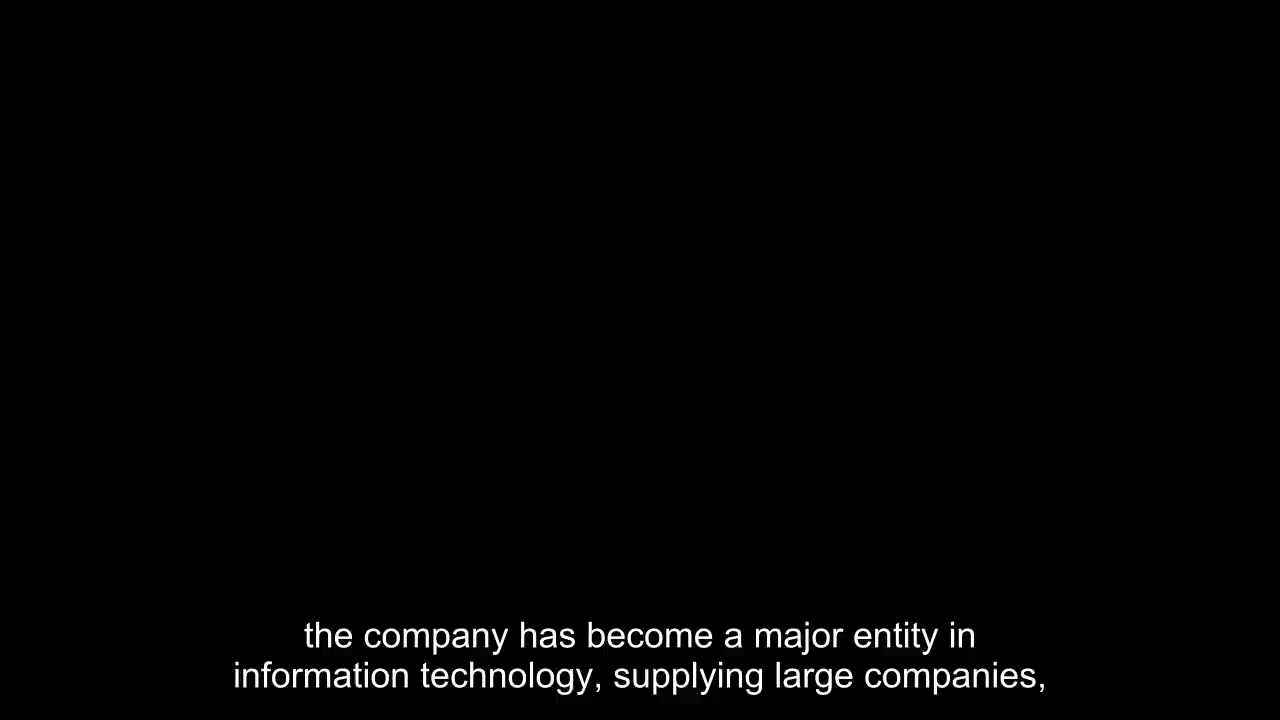 the company has become a major entity in
information technology, supplying large companies,